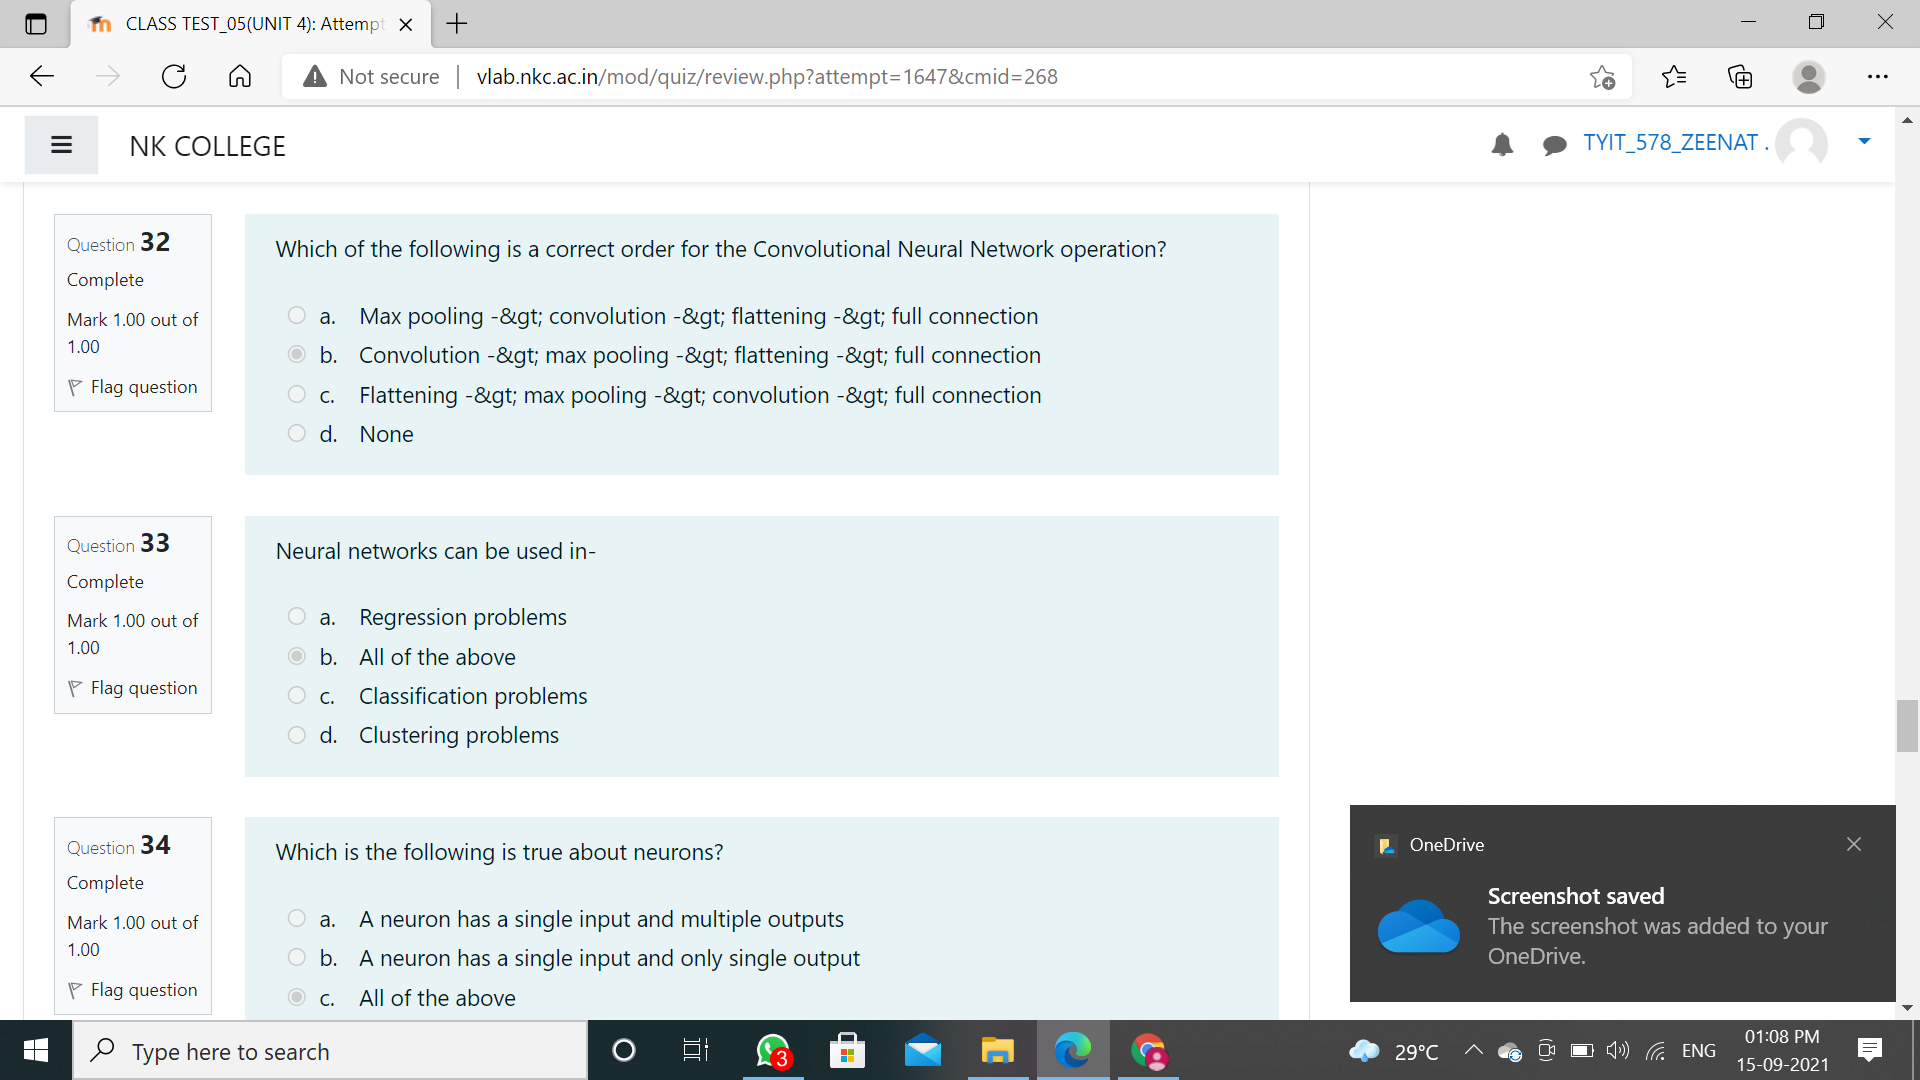 CLASS TEST_05(UNIT 4): Attempt
Not secure
vlab.nkc.ac.in/mod/quiz/review.php?attempt=1647&cmid=268
NK COLLEGE
TYIT_578_ZEENAT .
Question 32
Complete
Mark 1.00 out of
1.00
Flag question
Which of the following is a correct order for the Convolutional Neural Network operation?
a. Max pooling -&gt; convolution -&gt; flattening -&gt; full connection
b. Convolution -&gt; max pooling -&gt; flattening -&gt; full connection
c. Flattening -&gt; max pooling -&gt; convolution -&gt; full connection
d. None
Question 33
Complete
Mark 1.00 out of
1.00
Flag question
Neural networks can be used in-
a. Regression problems
b. All of the above
c. Classification problems
d. Clustering problems
Question 34
Complete
Mark 1.00 out of
1.00
Flag question
Which is the following is true about neurons?
a. A neuron has a single input and multiple outputs
b. A neuron has a single input and only single output
c. All of the above
OneDrive
Screenshot saved
The screenshot was added to your
OneDrive.
Type here to search
3
29°C
ENG
01:08 PM
15-09-2021